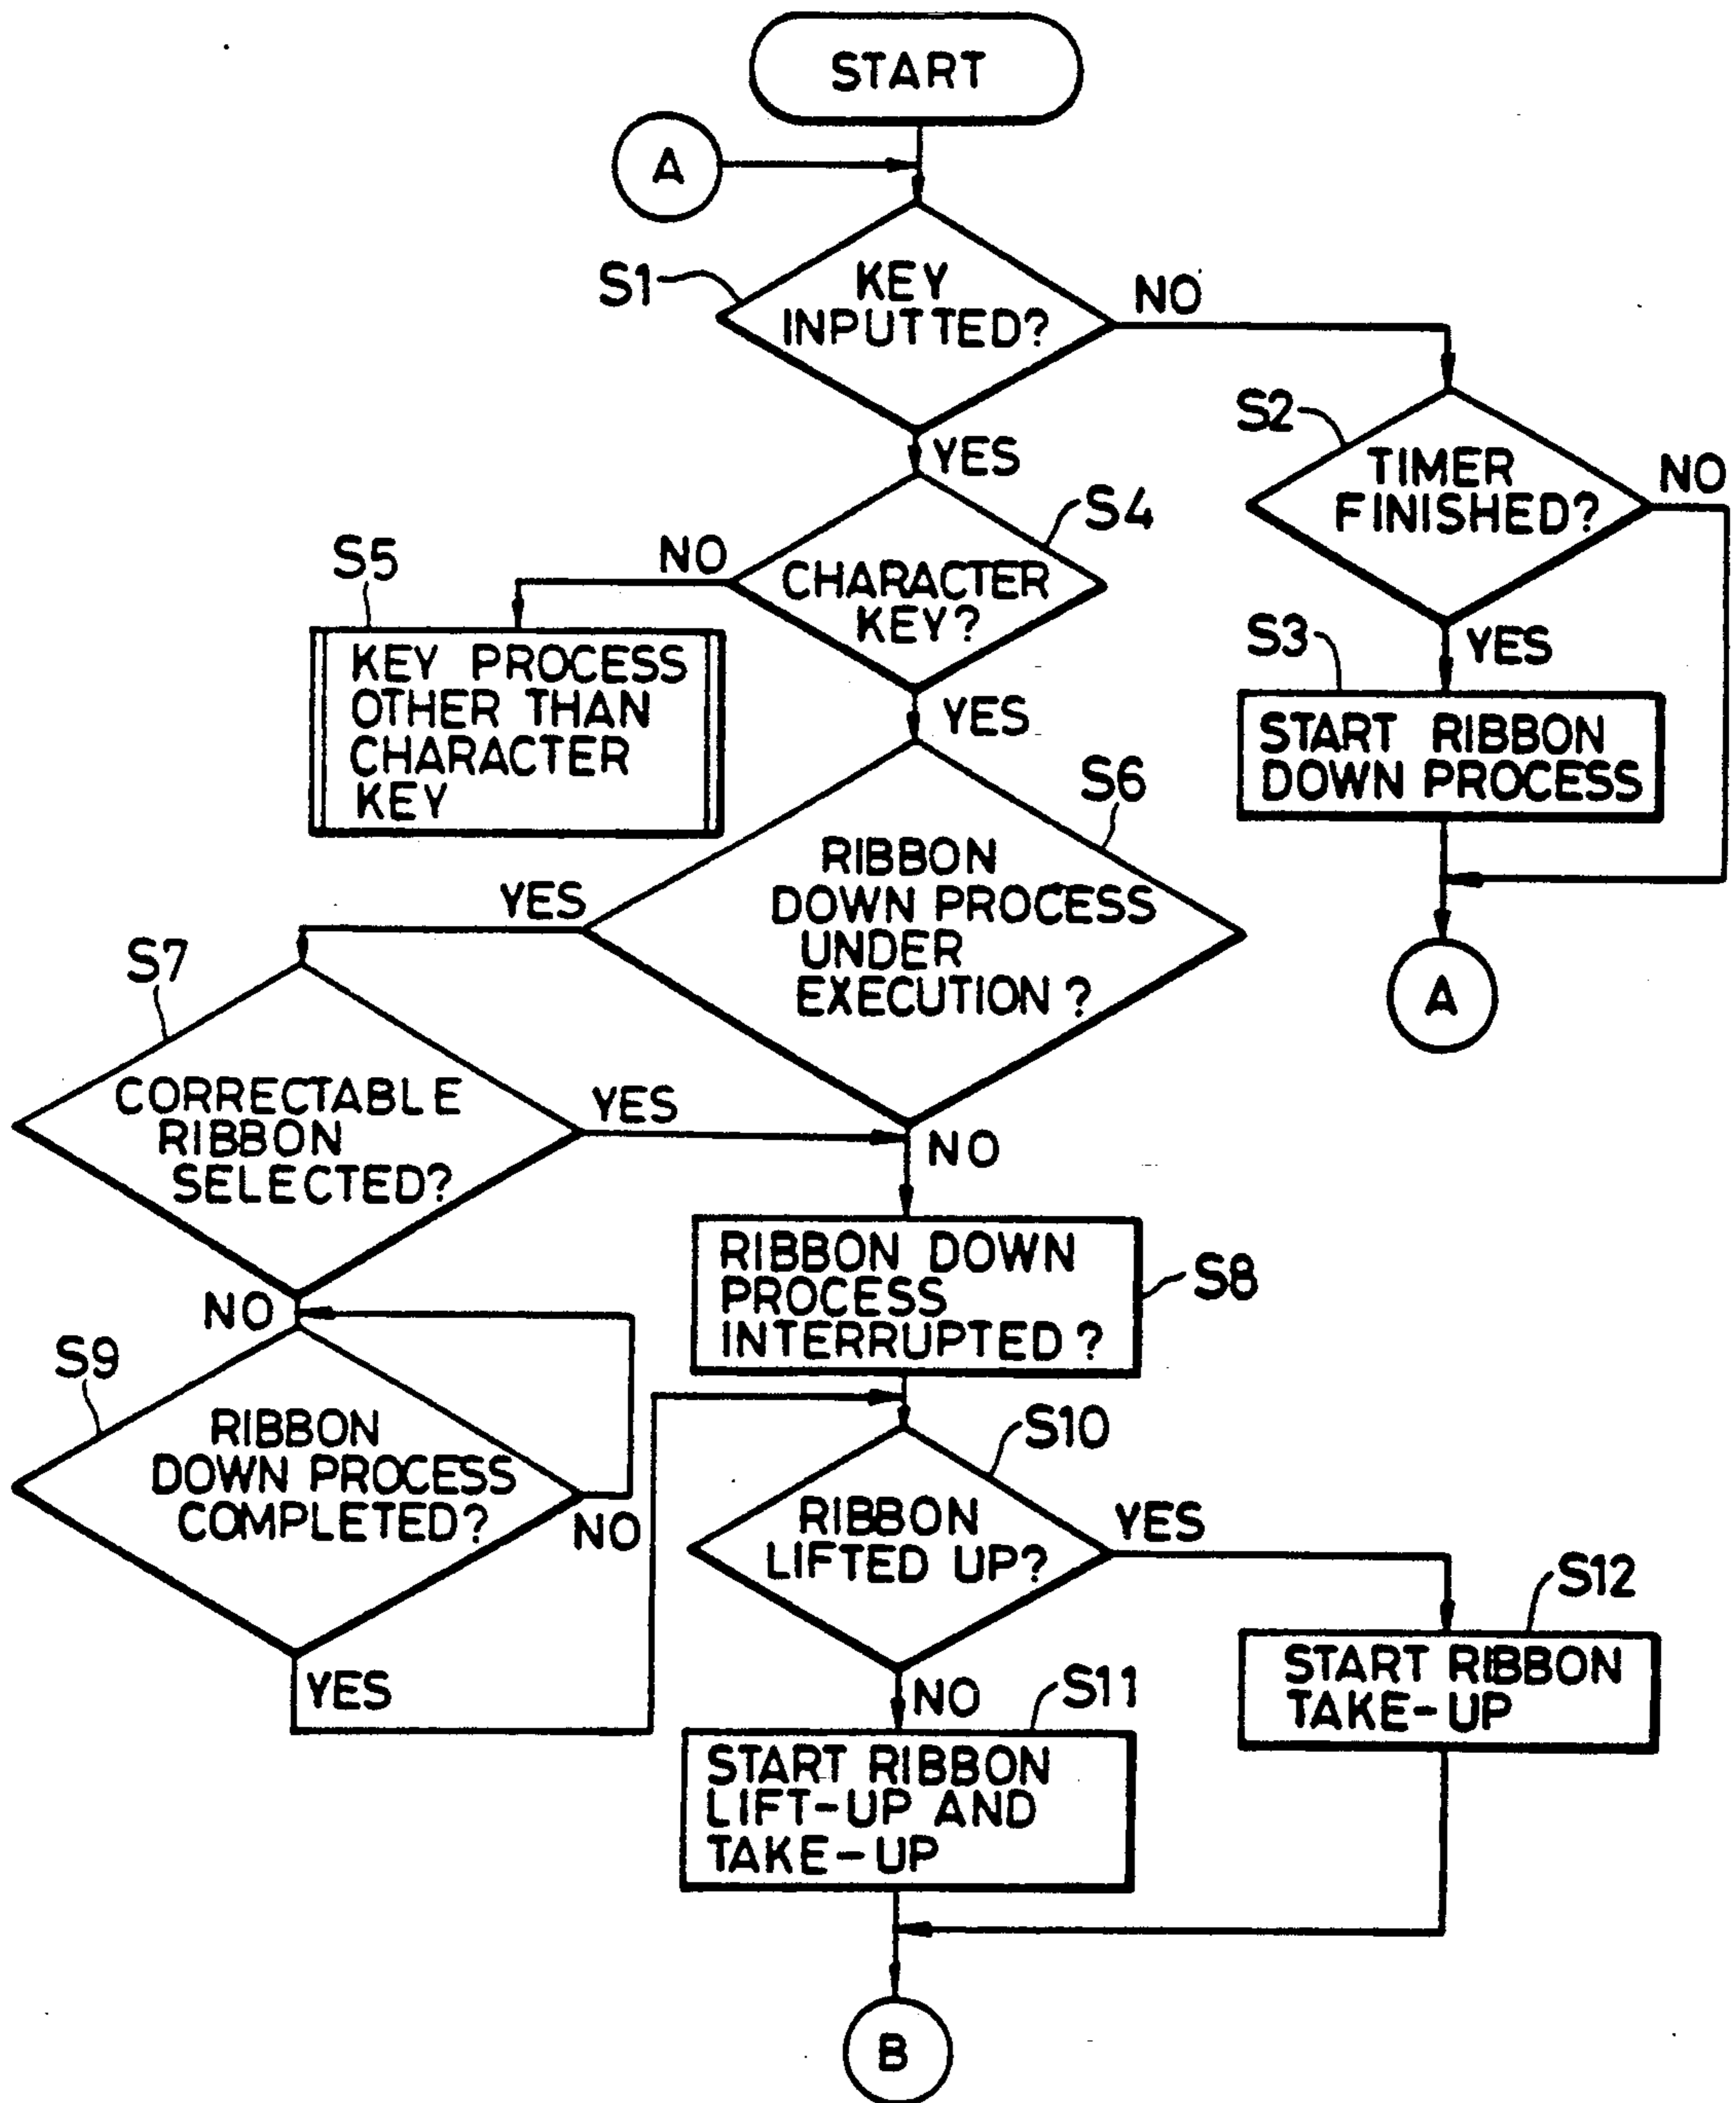 START
A
S1
KEY
INPUTTED?
NO
YES
S2
TIMER
FINISHED?
NO
S4
CHARACTER
KEY?
NO
S5
KEY PROCESS
OTHER THAN
CHARACTER
KEY
S3
YES
START RIBBON
DOWN PROCESS
YES
S6
RIBBON
DOWN PROCESS
UNDER
EXECUTION?
YES
A
S7
CORRECTABLE
RIBBON
SELECTED?
YES
NO
RIBBON DOWN
PROCESS
INTERRUPTED?
S8
NO
S9
RIBBON
DOWN PROCESS
COMPLETED?
NO
YES
S10
RIBBON
LIFTED UP?
YES
S12
START RIBBON
TAKE-UP
NO
S11
START RIBBON
LIFT-UP AND
TAKE-UP
B